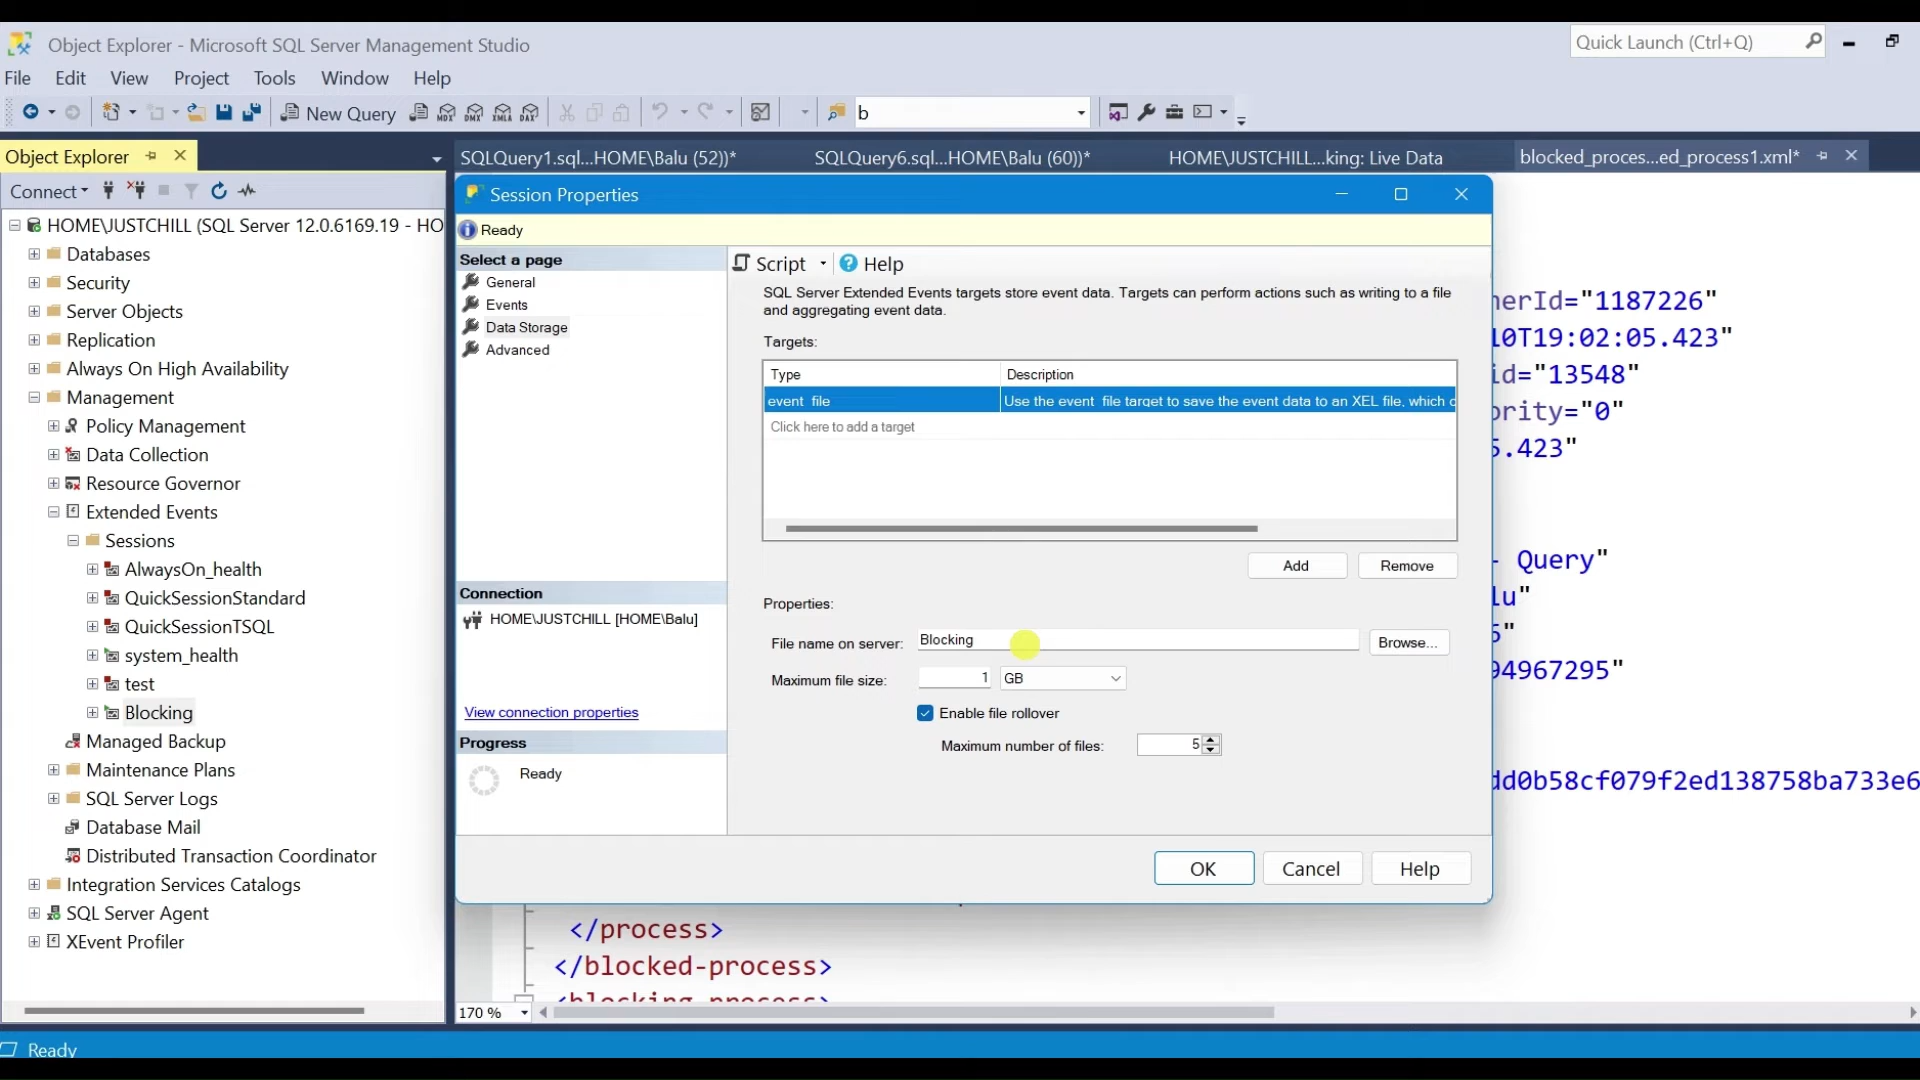 Object Explorer - Microsoft SQL Server Management Studio
Quick Launch (Ctrl+Q)
File Edit View Project Tools Window Help
New Query MDX DMX XMLA DAX b
Object Explorer
SQLQuery1.sql...HOME\Balu (52))*
SQLQuery6.sql...HOME\Balu (60))*
HOME\JUSTCHILL...king: Live Data
blocked_proces...ed_process1.xml*
Connect
HOME\JUSTCHILL (SQL Server 12.0.6169.19 - HO
Databases
Security
Server Objects
Replication
Always On High Availability
Management
Policy Management
Data Collection
Resource Governor
Extended Events
Sessions
AlwaysOn_health
QuickSessionStandard
QuickSessionTSQL
system_health
test
Blocking
Managed Backup
Maintenance Plans
SQL Server Logs
Database Mail
Distributed Transaction Coordinator
Integration Services Catalogs
SQL Server Agent
XEvent Profiler
Session Properties
Ready
Select a page
General
Events
Data Storage
Advanced
Connection
HOME\JUSTCHILL [HOME\Balu]
View connection properties
Progress
Ready
Script Help
SQL Server Extended Events targets store event data. Targets can perform actions such as writing to a file
and aggregating event data.
Targets:
Type Description
event_file Use the event_file target to save the event data to an XEL file, which c
Click here to add a target
Add Remove
Properties:
File name on server: Blocking Browse...
Maximum file size: 1 GB
Enable file rollover
Maximum number of files: 5
OK Cancel Help
nerId="1187226"
10T19:02:05.423"
id="13548"
ority="0"
5.423"
- Query"
lu"
6"
94967295"
dd0b58cf079f2ed138758ba733e6
</process>
</blocked-process>
<blocking-process>
170 %
Ready